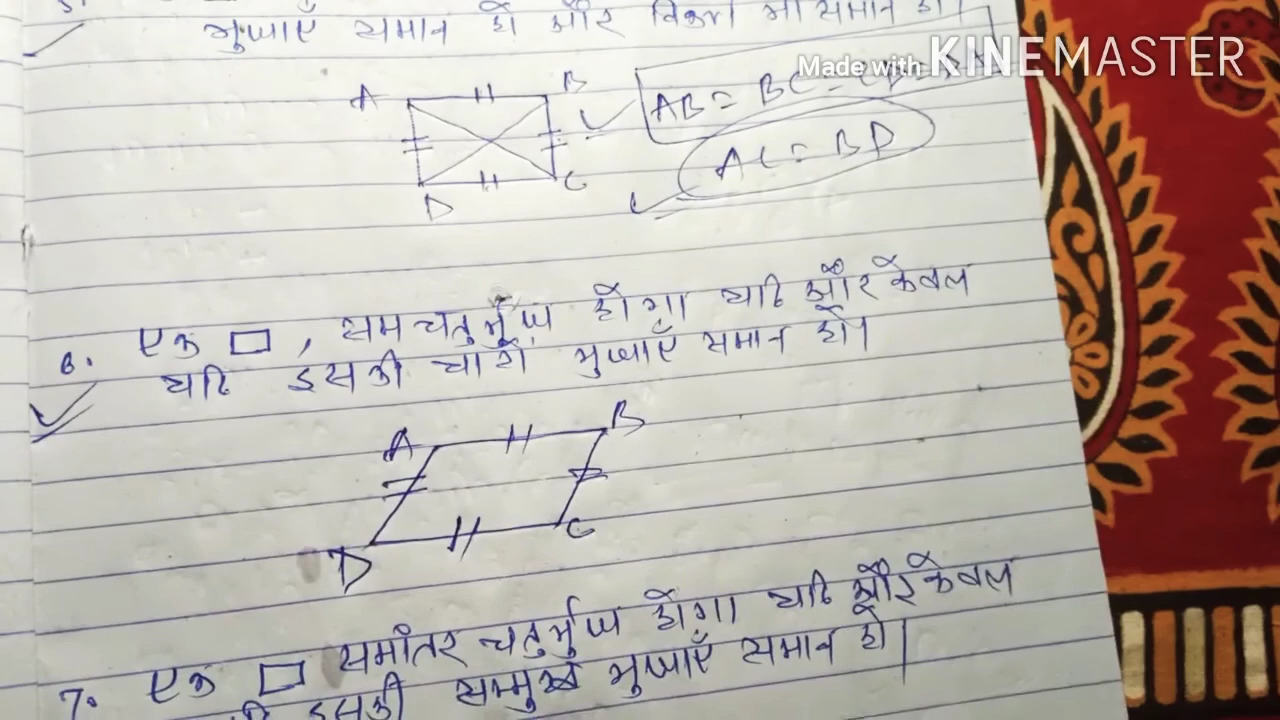 भुजाएँ समान हों और विकर्ण भी समान हों।
Made with KINEMASTER
A B
AB = BC = CD
AC = BD
D C
6. एक □, समचतुर्भुज होगा यदि और केवल
यदि इसकी चारों भुजाएँ समान हों।
A B
D C
7. एक □ समांतर चतुर्भुज होगा यदि और केवल
इसकी सम्मुख भुजाएँ समान हों।